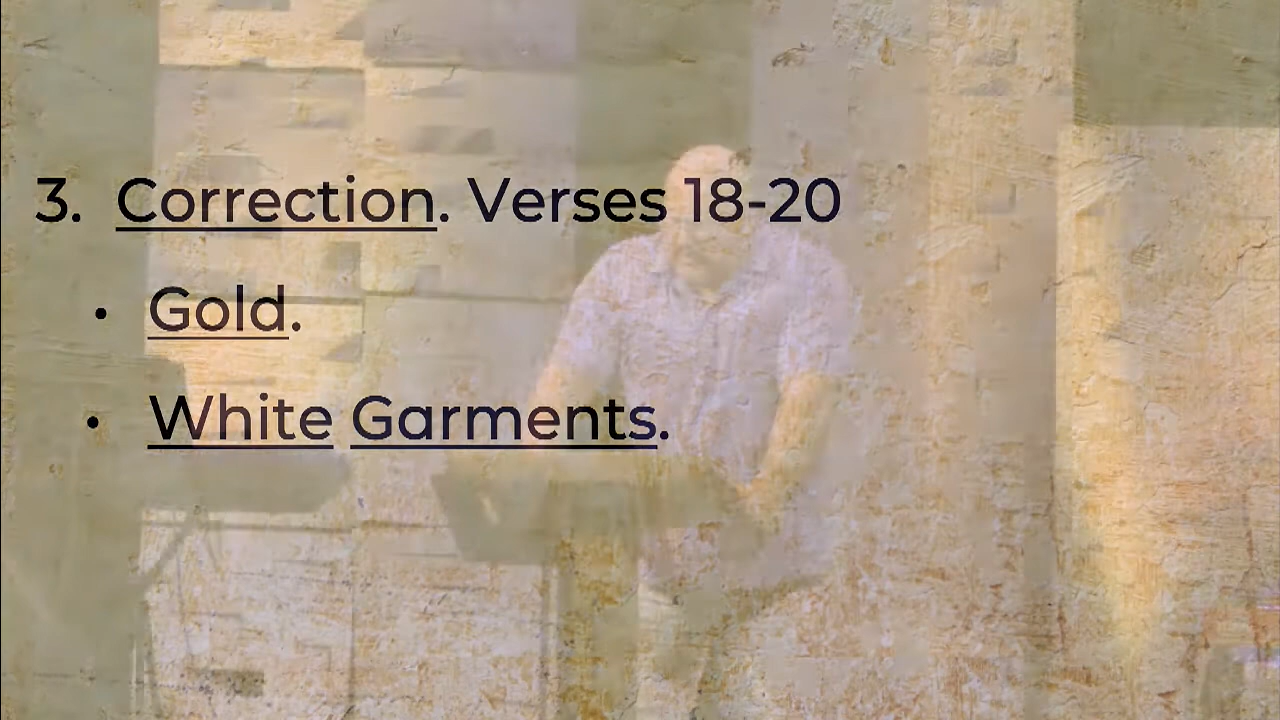 3. Correction. Verses 18-20
• Gold.
• White Garments.